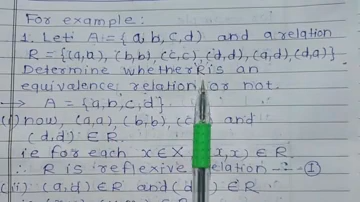 For example:
1. Let A = {a, b, c, d} and a relation
R = {(a,a), (b,b), (c,c), (d,d), (a,d), (d,a)}
Determine whether R is an
equivalence relation or not.
→ A = {a, b, c, d}
(i) now, (a,a), (b,b), (c, and
(d,d) ∈ R
ie for each x ∈ X x,x) ∈ R
∴ R is reflexive relation - ①
(ii) (a,d) ∈ R and (d ∈ R